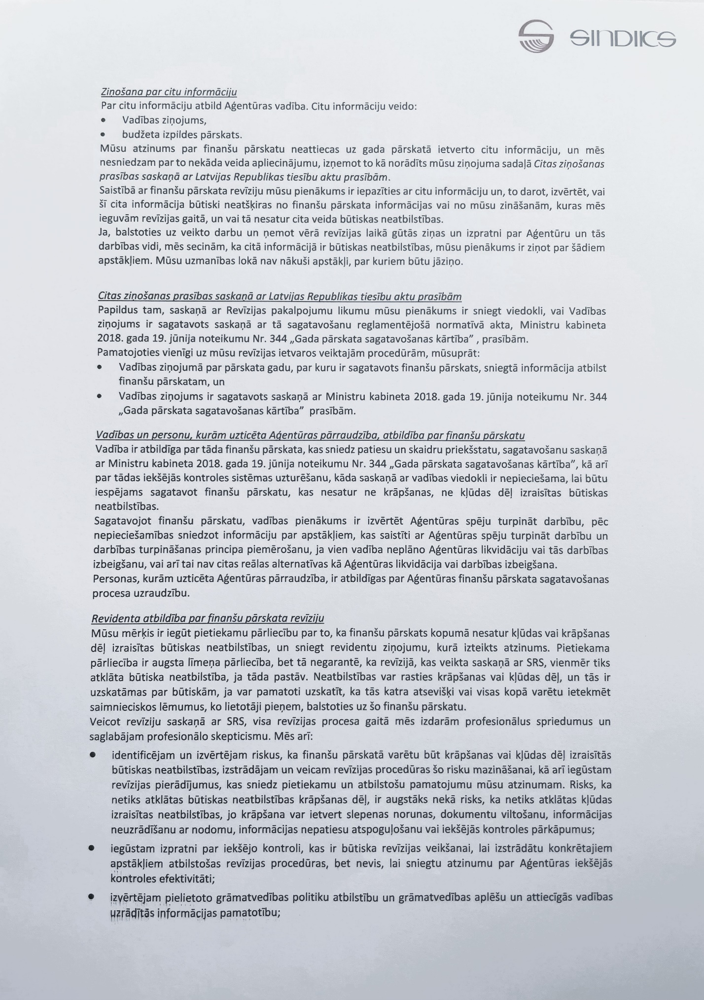 SINDIKS
Ziņošana par citu informāciju
Par citu informāciju atbild Aģentūras vadība. Citu informāciju veido:
• Vadības ziņojums,
• budžeta izpildes pārskats.
Mūsu atzinums par finanšu pārskatu neattiecas uz gada pārskatā ietverto citu informāciju, un mēs
nesniedzam par to nekāda veida apliecinājumu, izņemot to kā norādīts mūsu ziņojuma sadaļā Citas ziņošanas
prasības saskaņā ar Latvijas Republikas tiesību aktu prasībām.
Saistībā ar finanšu pārskata revīziju mūsu pienākums ir iepazīties ar citu informāciju un, to darot, izvērtēt, vai
šī cita informācija būtiski neatšķiras no finanšu pārskata informācijas vai no mūsu zināšanām, kuras mēs
ieguvām revīzijas gaitā, un vai tā nesatur cita veida būtiskas neatbilstības.
Ja, balstoties uz veikto darbu un ņemot vērā revīzijas laikā gūtās ziņas un izpratni par Aģentūru un tās
darbības vidi, mēs secinām, ka citā informācijā ir būtiskas neatbilstības, mūsu pienākums ir ziņot par šādiem
apstākļiem. Mūsu uzmanības lokā nav nākuši apstākļi, par kuriem būtu jāziņo.
Citas ziņošanas prasības saskaņā ar Latvijas Republikas tiesību aktu prasībām
Papildus tam, saskaņā ar Revīzijas pakalpojumu likumu mūsu pienākums ir sniegt viedokli, vai Vadības
ziņojums ir sagatavots saskaņā ar tā sagatavošanu reglamentējošā normatīvā akta, Ministru kabineta
2018. gada 19. jūnija noteikumu Nr. 344 „Gada pārskata sagatavošanas kārtība” , prasībām.
Pamatojoties vienīgi uz mūsu revīzijas ietvaros veiktajām procedūrām, mūsuprāt:
• Vadības ziņojumā par pārskata gadu, par kuru ir sagatavots finanšu pārskats, sniegtā informācija atbilst
finanšu pārskatam, un
• Vadības ziņojums ir sagatavots saskaņā ar Ministru kabineta 2018. gada 19. jūnija noteikumu Nr. 344
„Gada pārskata sagatavošanas kārtība” prasībām.
Vadības un personu, kurām uzticēta Aģentūras pārraudzība, atbildība par finanšu pārskatu
Vadība ir atbildīga par tāda finanšu pārskata, kas sniedz patiesu un skaidru priekšstatu, sagatavošanu saskaņā
ar Ministru kabineta 2018. gada 19. jūnija noteikumu Nr. 344 „Gada pārskata sagatavošanas kārtība”, kā arī
par tādas iekšējās kontroles sistēmas uzturēšanu, kāda saskaņā ar vadības viedokli ir nepieciešama, lai būtu
iespējams sagatavot finanšu pārskatu, kas nesatur ne krāpšanas, ne kļūdas dēļ izraisītas būtiskas
neatbilstības.
Sagatavojot finanšu pārskatu, vadības pienākums ir izvērtēt Aģentūras spēju turpināt darbību, pēc
nepieciešamības sniedzot informāciju par apstākļiem, kas saistīti ar Aģentūras spēju turpināt darbību un
darbības turpināšanas principa piemērošanu, ja vien vadība neplāno Aģentūras likvidāciju vai tās darbības
izbeigšanu, vai arī tai nav citas reālas alternatīvas kā Aģentūras likvidācija vai darbības izbeigšana.
Personas, kurām uzticēta Aģentūras pārraudzība, ir atbildīgas par Aģentūras finanšu pārskata sagatavošanas
procesa uzraudzību.
Revidenta atbildība par finanšu pārskata revīziju
Mūsu mērķis ir iegūt pietiekamu pārliecību par to, ka finanšu pārskats kopumā nesatur kļūdas vai krāpšanas
dēļ izraisītas būtiskas neatbilstības, un sniegt revidentu ziņojumu, kurā izteikts atzinums. Pietiekama
pārliecība ir augsta līmeņa pārliecība, bet tā negarantē, ka revīzijā, kas veikta saskaņā ar SRS, vienmēr tiks
atklāta būtiska neatbilstība, ja tāda pastāv. Neatbilstības var rasties krāpšanas vai kļūdas dēļ, un tās ir
uzskatāmas par būtiskām, ja var pamatoti uzskatīt, ka tās katra atsevišķi vai visas kopā varētu ietekmēt
saimnieciskos lēmumus, ko lietotāji pieņem, balstoties uz šo finanšu pārskatu.
Veicot revīziju saskaņā ar SRS, visa revīzijas procesa gaitā mēs izdarām profesionālus spriedumus un
saglabājam profesionālo skepticismu. Mēs arī:
• identificējam un izvērtējam riskus, ka finanšu pārskatā varētu būt krāpšanas vai kļūdas dēļ izraisītās
būtiskas neatbilstības, izstrādājam un veicam revīzijas procedūras šo risku mazināšanai, kā arī iegūstam
revīzijas pierādījumus, kas sniedz pietiekamu un atbilstošu pamatojumu mūsu atzinumam. Risks, ka
netiks atklātas būtiskas neatbilstības krāpšanas dēļ, ir augstāks nekā risks, ka netiks atklātas kļūdas
izraisītas neatbilstības, jo krāpšana var ietvert slepenas norunas, dokumentu viltošanu, informācijas
neuzrādīšanu ar nodomu, informācijas nepatiesu atspoguļošanu vai iekšējās kontroles pārkāpumus;
• iegūstam izpratni par iekšējo kontroli, kas ir būtiska revīzijas veikšanai, lai izstrādātu konkrētajiem
apstākļiem atbilstošas revīzijas procedūras, bet nevis, lai sniegtu atzinumu par Aģentūras iekšējās
kontroles efektivitāti;
• izvērtējam pielietoto grāmatvedības politiku atbilstību un grāmatvedības aplēšu un attiecīgās vadības
uzrādītās informācijas pamatotību;